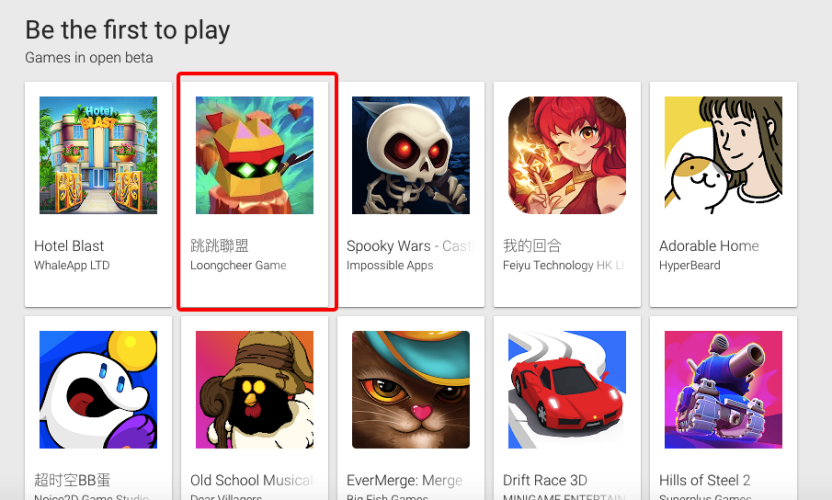 Be the first to play
Games in open beta
Hotel
BLAST
Hotel Blast
WhaleApp LTD
跳跳聯盟
Loongcheer Game
Spooky Wars - Cast
Impossible Apps
我的回合
Feiyu Technology HK Li
Adorable Home
HyperBeard
超时空BB蛋
Noice2D Game Studio
Old School Musical
Dear Villagers
EverMerge: Merge
Big Fish Games
Drift Race 3D
MINIGAME ENTERTAIN
Hills of Steel 2
Superplus Games